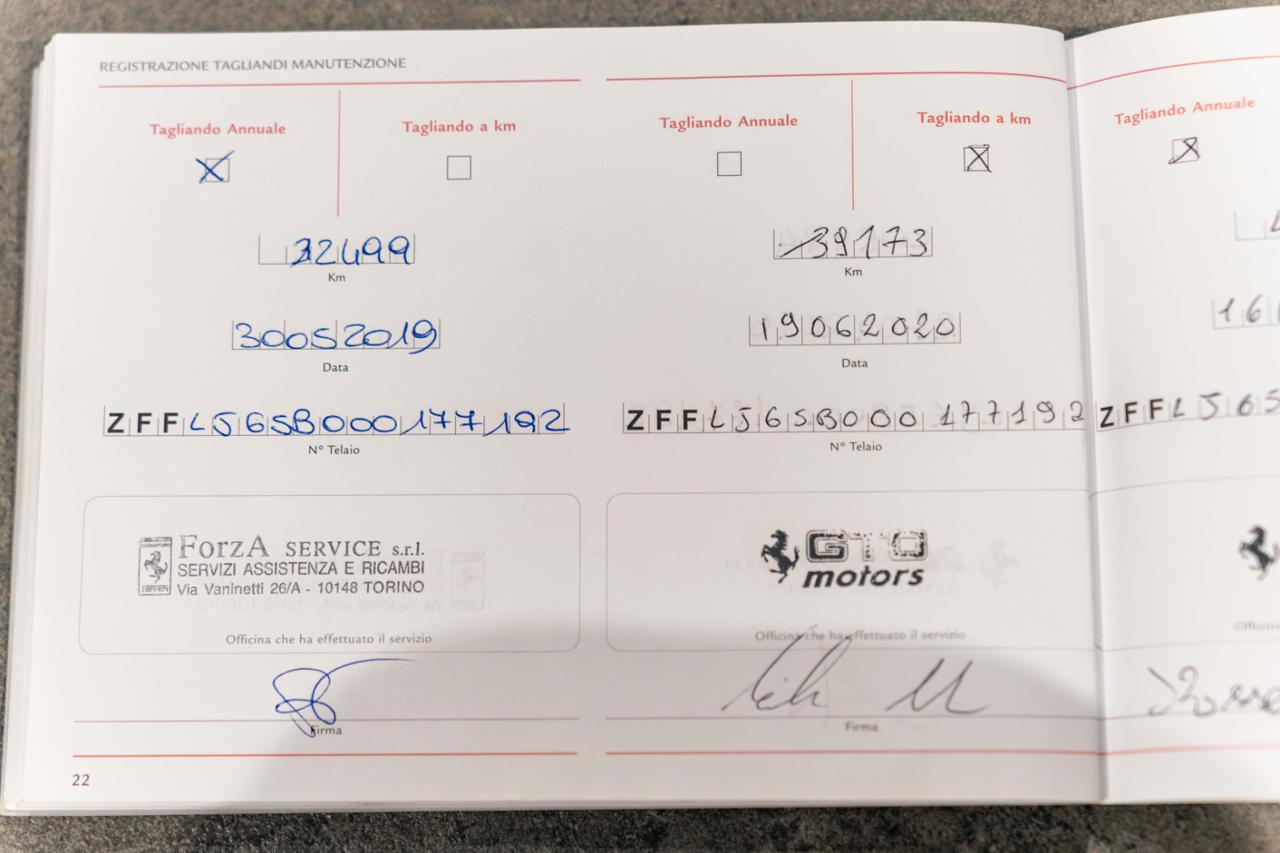 REGISTRAZIONE TAGLIANDI MANUTENZIONE
Tagliando Annuale
Tagliando a km
32499
Km
30052019
Data
ZFFLJ65B000177192
N° Telaio
ForzA SERVICE s.r.l.
SERVIZI ASSISTENZA E RICAMBI
Via Vaninetti 26/A - 10148 TORINO
Officina che ha effettuato il servizio
Firma
22
Tagliando Annuale
Tagliando a km
39173
Km
19062020
Data
ZFFLJ65B000177192
N° Telaio
GTO
motors
Officina che ha effettuato il servizio
Firma
Tagliando Annuale
16
ZFFLJ65